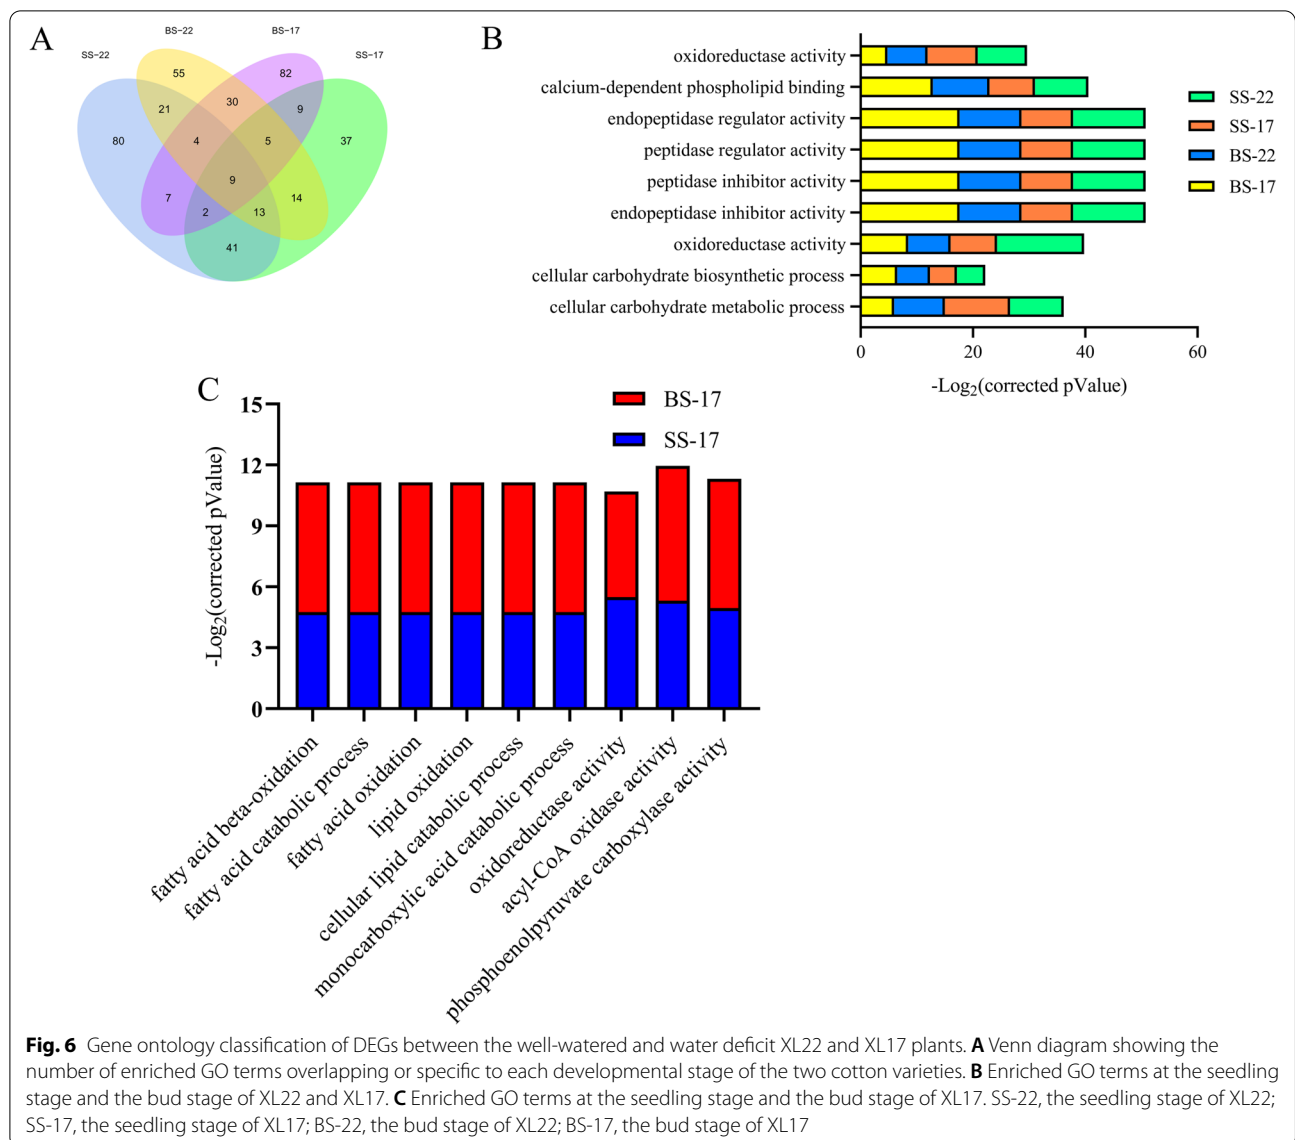 A
SS−22
BS−22
BS−17
SS−17
55
82
21
30
9
80
4
5
37
9
7
2
13
14
41
B
oxidoreductase activity
calcium-dependent phospholipid binding
endopeptidase regulator activity
peptidase regulator activity
peptidase inhibitor activity
endopeptidase inhibitor activity
oxidoreductase activity
cellular carbohydrate biosynthetic process
cellular carbohydrate metabolic process
0 20 40 60
-Log2(corrected pValue)
SS-22
SS-17
BS-22
BS-17
C
BS-17
SS-17
-Log2(corrected pValue)
15
12
9
6
3
0
fatty acid beta-oxidation
fatty acid catabolic process
fatty acid oxidation
lipid oxidation
cellular lipid catabolic process
monocarboxylic acid catabolic process
oxidoreductase activity
acyl-CoA oxidase activity
phosphoenolpyruvate carboxylase activity
Fig. 6 Gene ontology classification of DEGs between the well-watered and water deficit XL22 and XL17 plants. A Venn diagram showing the
number of enriched GO terms overlapping or specific to each developmental stage of the two cotton varieties. B Enriched GO terms at the seedling
stage and the bud stage of XL22 and XL17. C Enriched GO terms at the seedling stage and the bud stage of XL17. SS-22, the seedling stage of XL22;
SS-17, the seedling stage of XL17; BS-22, the bud stage of XL22; BS-17, the bud stage of XL17